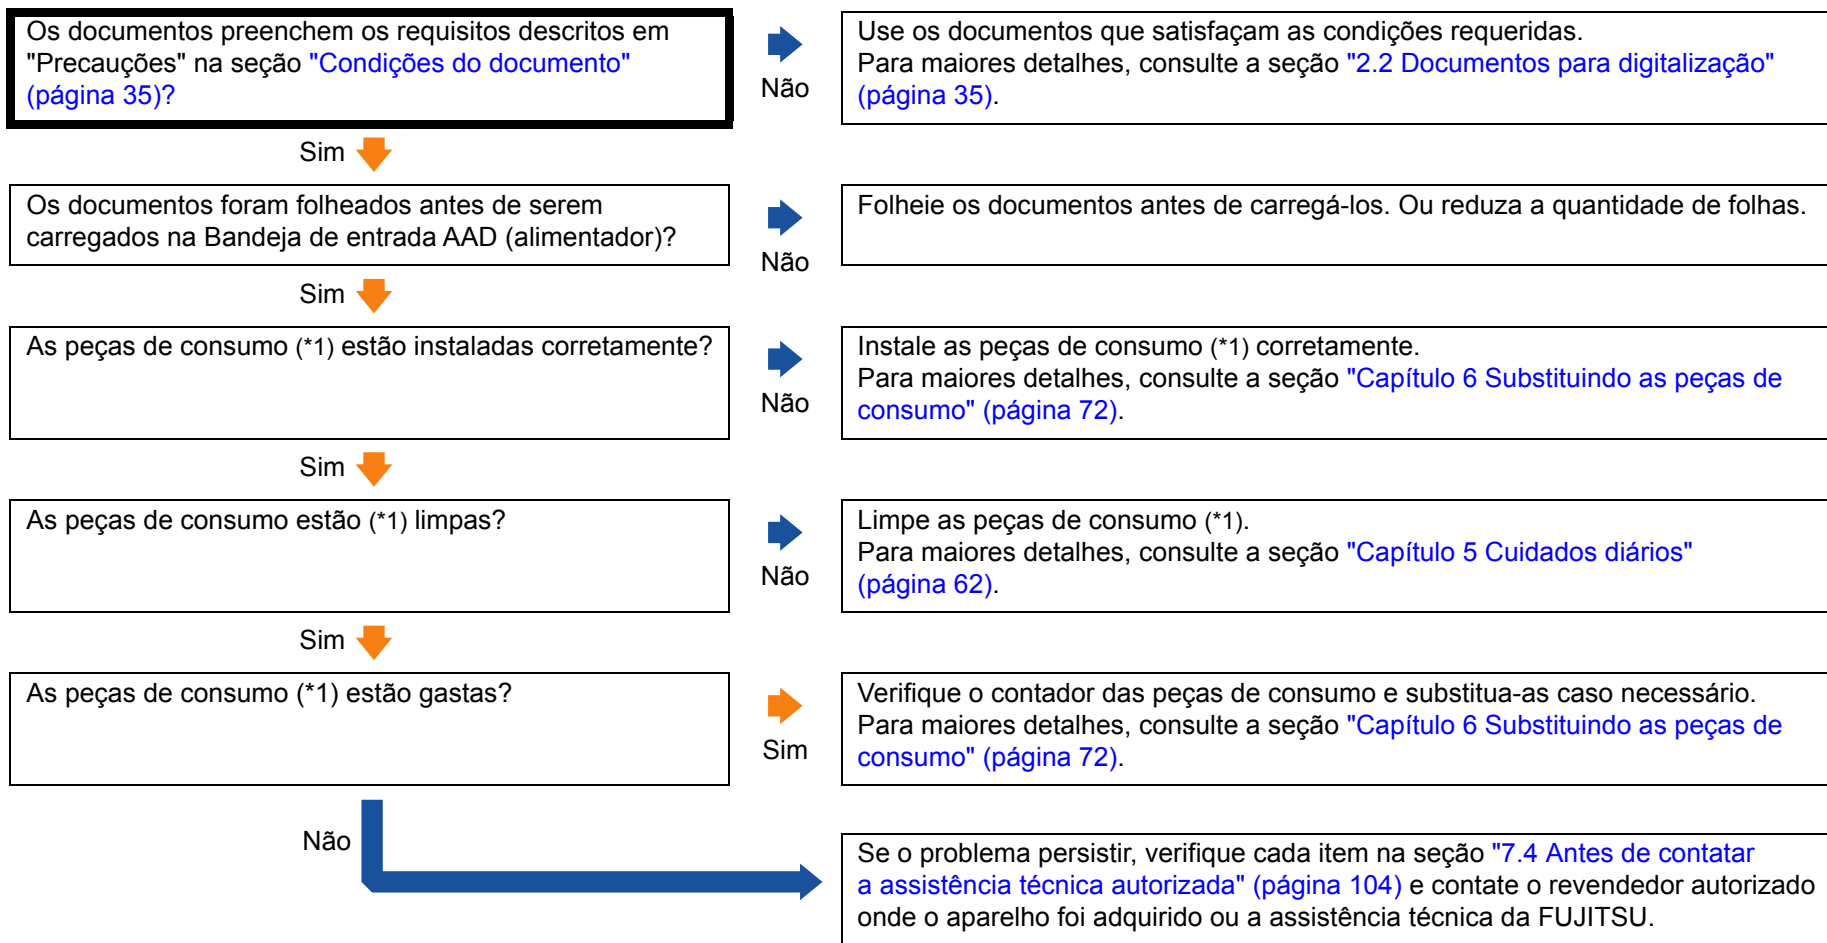 Os documentos preenchem os requisitos descritos em
"Precauções" na seção "Condições do documento"
(página 35)?
Não
Use os documentos que satisfaçam as condições requeridas.
Para maiores detalhes, consulte a seção "2.2 Documentos para digitalização"
(página 35).
Sim
Os documentos foram folheados antes de serem
carregados na Bandeja de entrada AAD (alimentador)?
Não
Folheie os documentos antes de carregá-los. Ou reduza a quantidade de folhas.
Sim
As peças de consumo (*1) estão instaladas corretamente?
Não
Instale as peças de consumo (*1) corretamente.
Para maiores detalhes, consulte a seção "Capítulo 6 Substituindo as peças de
consumo" (página 72).
Sim
As peças de consumo estão (*1) limpas?
Não
Limpe as peças de consumo (*1).
Para maiores detalhes, consulte a seção "Capítulo 5 Cuidados diários"
(página 62).
Sim
As peças de consumo (*1) estão gastas?
Sim
Verifique o contador das peças de consumo e substitua-as caso necessário.
Para maiores detalhes, consulte a seção "Capítulo 6 Substituindo as peças de
consumo" (página 72).
Não
Se o problema persistir, verifique cada item na seção "7.4 Antes de contatar
a assistência técnica autorizada" (página 104) e contate o revendedor autorizado
onde o aparelho foi adquirido ou a assistência técnica da FUJITSU.